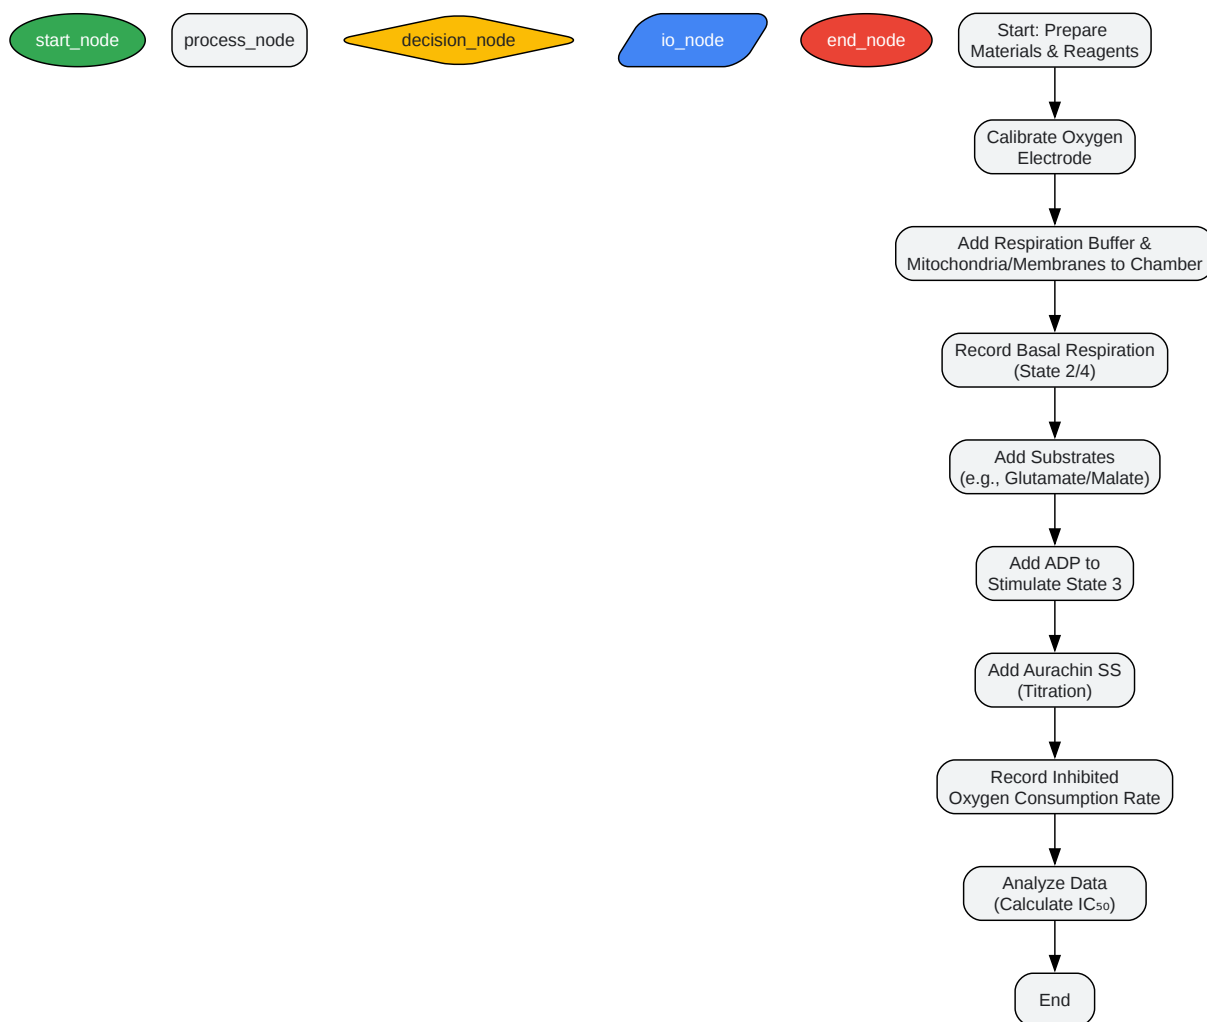 start_node
process_node
decision_node
io_node
end_node
Start: Prepare
Materials & Reagents
Calibrate Oxygen
Electrode
Add Respiration Buffer &
Mitochondria/Membranes to Chamber
Record Basal Respiration
(State 2/4)
Add Substrates
(e.g., Glutamate/Malate)
Add ADP to
Stimulate State 3
Add Aurachin SS
(Titration)
Record Inhibited
Oxygen Consumption Rate
Analyze Data
(Calculate IC₅₀)
End